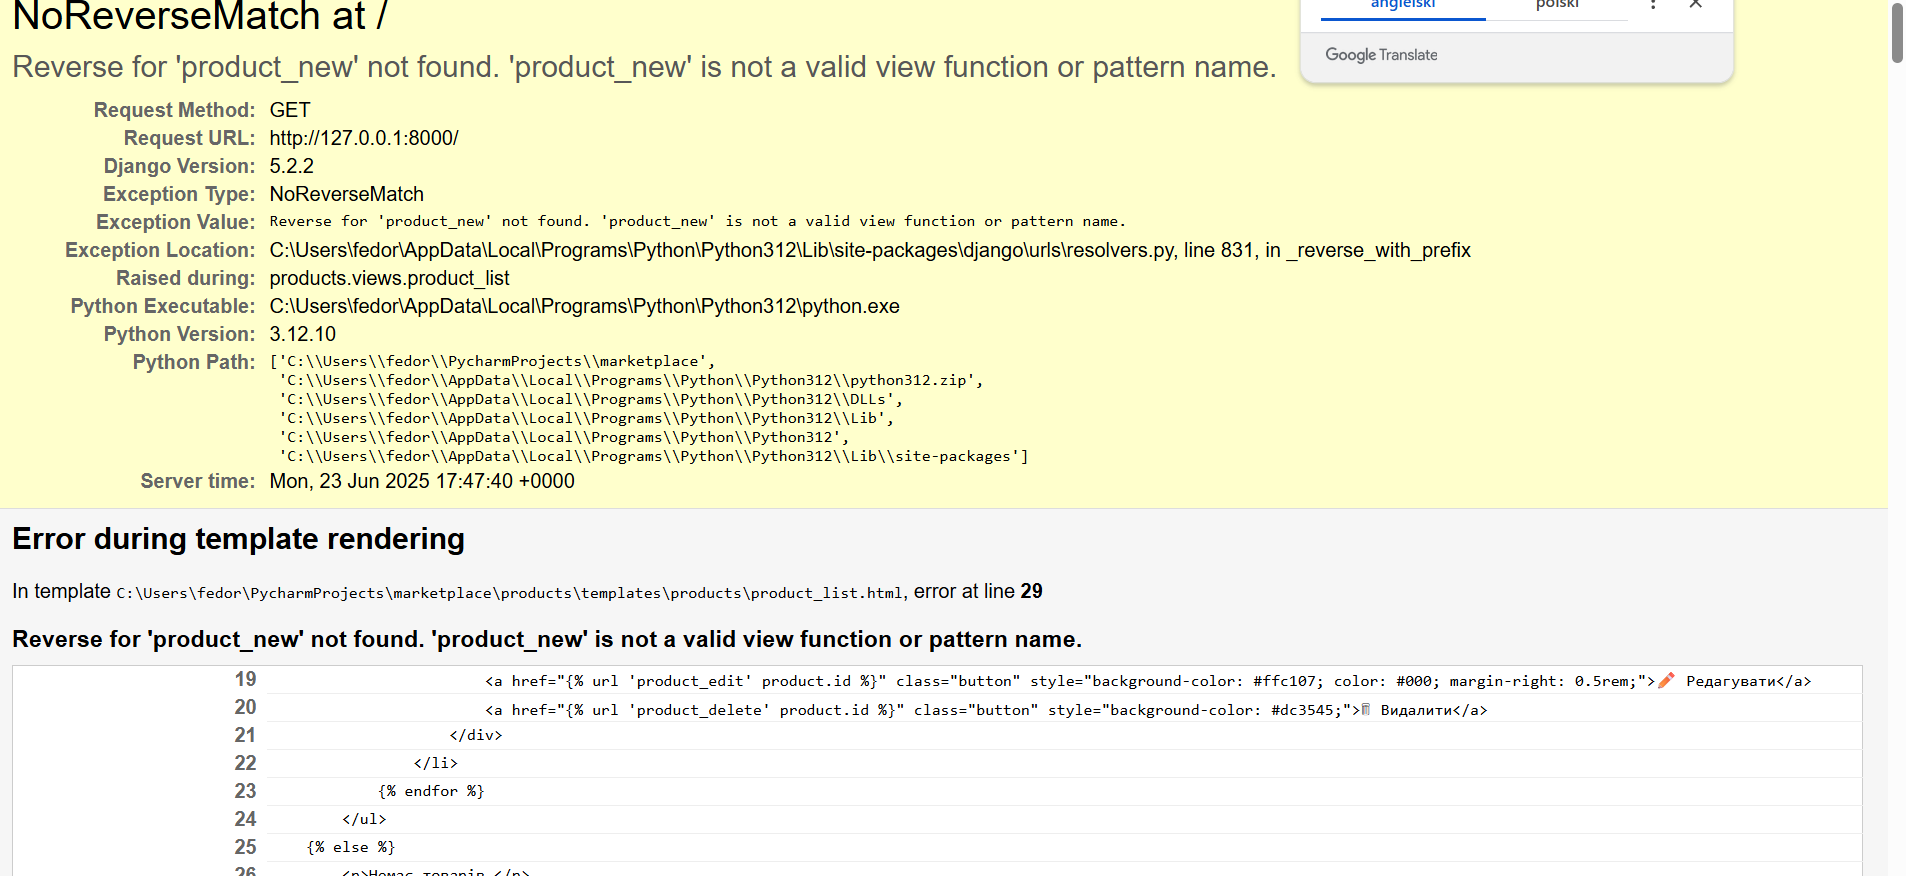 NoReverseMatch at /
angielski polski
Reverse for 'product_new' not found. 'product_new' is not a valid view function or pattern name.
Google Translate
Request Method: GET
Request URL: http://127.0.0.1:8000/
Django Version: 5.2.2
Exception Type: NoReverseMatch
Exception Value: Reverse for 'product_new' not found. 'product_new' is not a valid view function or pattern name.
Exception Location: C:\Users\fedor\AppData\Local\Programs\Python\Python312\Lib\site-packages\django\urls\resolvers.py, line 831, in _reverse_with_prefix
Raised during: products.views.product_list
Python Executable: C:\Users\fedor\AppData\Local\Programs\Python\Python312\python.exe
Python Version: 3.12.10
Python Path: ['C:\\Users\\fedor\\PycharmProjects\\marketplace',
'C:\\Users\\fedor\\AppData\\Local\\Programs\\Python\\Python312\\python312.zip',
'C:\\Users\\fedor\\AppData\\Local\\Programs\\Python\\Python312\\DLLs',
'C:\\Users\\fedor\\AppData\\Local\\Programs\\Python\\Python312\\Lib',
'C:\\Users\\fedor\\AppData\\Local\\Programs\\Python\\Python312',
'C:\\Users\\fedor\\AppData\\Local\\Programs\\Python\\Python312\\Lib\\site-packages']
Server time: Mon, 23 Jun 2025 17:47:40 +0000
Error during template rendering
In template C:\Users\fedor\PycharmProjects\marketplace\products\templates\products\product_list.html, error at line 29
Reverse for 'product_new' not found. 'product_new' is not a valid view function or pattern name.
19 <a href="{% url 'product_edit' product.id %}" class="button" style="background-color: #ffc107; color: #000; margin-right: 0.5rem;">✏️ Редагувати</a>
20 <a href="{% url 'product_delete' product.id %}" class="button" style="background-color: #dc3545;">🗑 Видалити</a>
21 </div>
22 </li>
23 {% endfor %}
24 </ul>
25 {% else %}
26 <p>Немає товарів.</p>